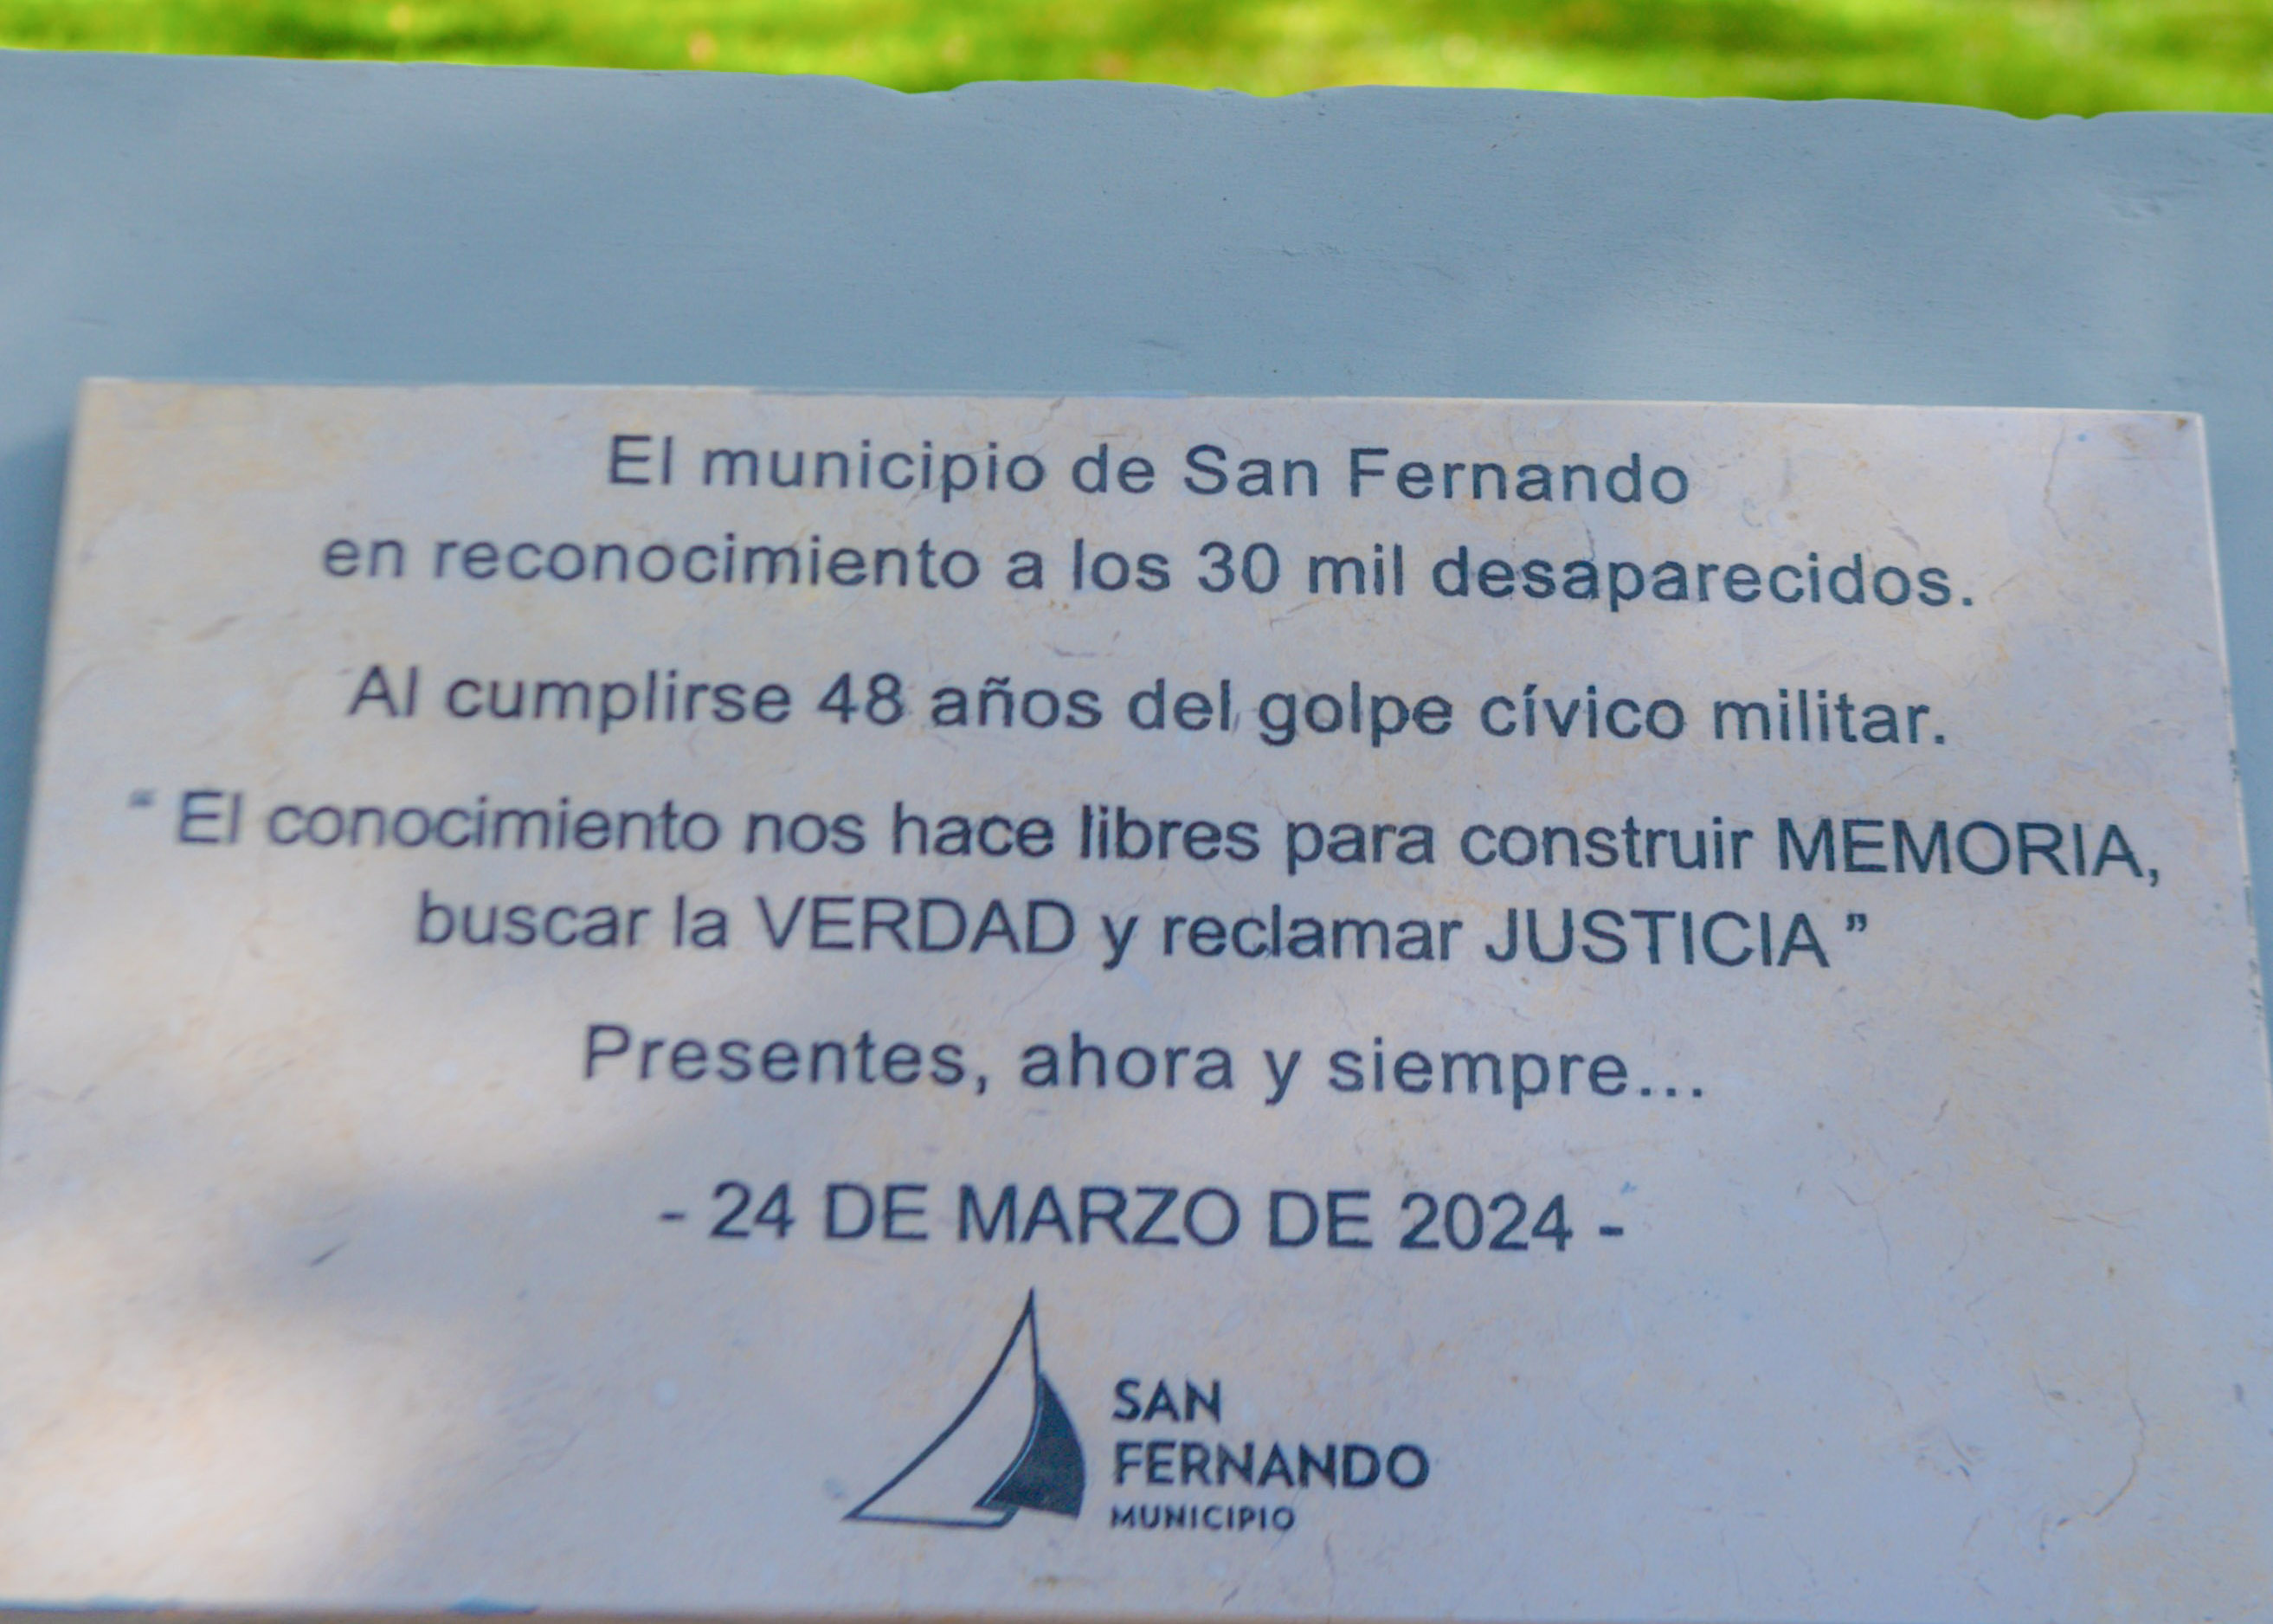 El municipio de San Fernando
en reconocimiento a los 30 mil desaparecidos.
Al cumplirse 48 años del golpe cívico militar.
“ El conocimiento nos hace libres para construir MEMORIA,
buscar la VERDAD y reclamar JUSTICIA ”
Presentes, ahora y siempre...
- 24 DE MARZO DE 2024 -
SAN
FERNANDO
MUNICIPIO